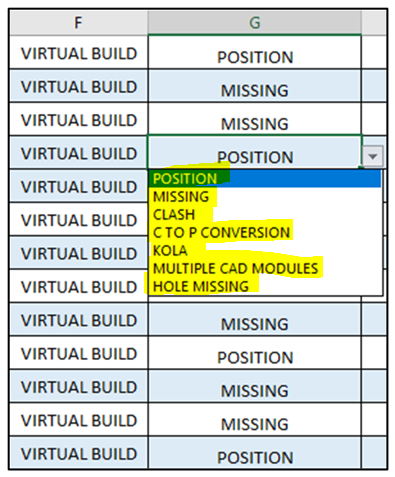 F G
VIRTUAL BUILD POSITION
VIRTUAL BUILD MISSING
VIRTUAL BUILD MISSING
VIRTUAL BUILD POSITION
VIRTUAL BUILD POSITION
MISSING
VIRTUAL BUILD CLASH
C TO P CONVERSION
VIRTUAL BUILD KOLA
MULTIPLE CAD MODULES
VIRTUAL BUILD HOLE MISSING
VIRTUAL BUILD MISSING
VIRTUAL BUILD POSITION
VIRTUAL BUILD MISSING
VIRTUAL BUILD MISSING
VIRTUAL BUILD POSITION